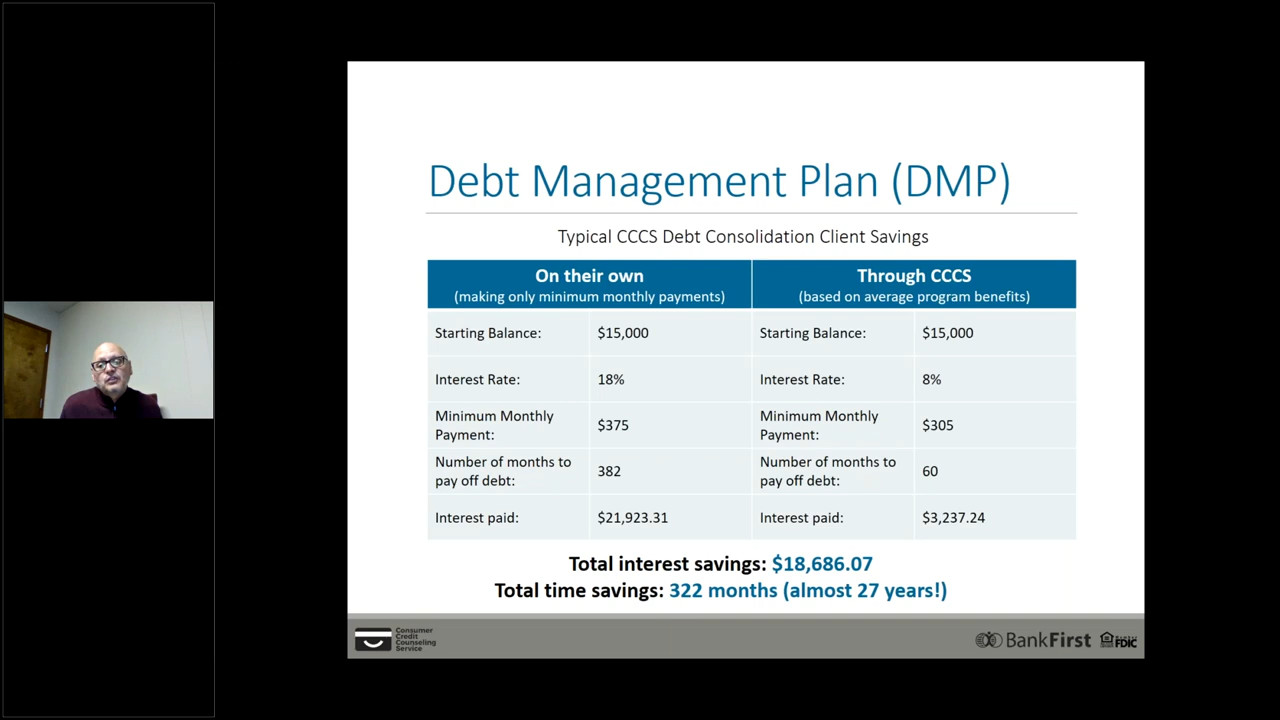 Debt Management Plan (DMP)
Typical CCCS Debt Consolidation Client Savings
On their own
(making only minimum monthly payments)
Through CCCS
(based on average program benefits)
Starting Balance:
$15,000
Starting Balance:
$15,000
Interest Rate:
18%
Interest Rate:
8%
Minimum Monthly
Payment:
$375
Minimum Monthly
Payment:
$305
Number of months to
pay off debt:
382
Number of months to
pay off debt:
60
Interest paid:
$21,923.31
Interest paid:
$3,237.24
Total interest savings: $18,686.07
Total time savings: 322 months (almost 27 years!)
Consumer
Credit
Counseling
Service
BankFirst
FDIC